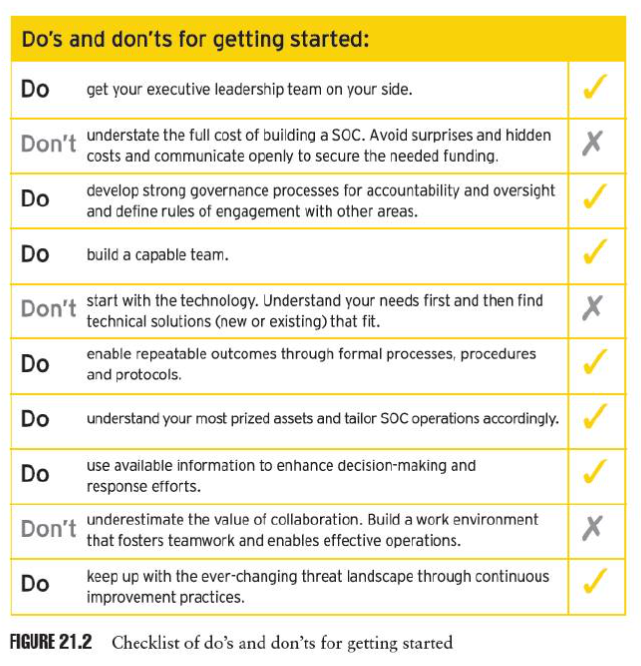 Do's and don'ts for getting started:
Do get your executive leadership team on your side. ✓
Don't understate the full cost of building a SOC. Avoid surprises and hidden
costs and communicate openly to secure the needed funding. ✗
Do develop strong governance processes for accountability and oversight
and define rules of engagement with other areas. ✓
Do build a capable team. ✓
Don't start with the technology. Understand your needs first and then find
technical solutions (new or existing) that fit. ✗
Do enable repeatable outcomes through formal processes, procedures
and protocols. ✓
Do understand your most prized assets and tailor SOC operations accordingly. ✓
Do use available information to enhance decision-making and
response efforts. ✓
Don't underestimate the value of collaboration. Build a work environment
that fosters teamwork and enables effective operations. ✗
Do keep up with the ever-changing threat landscape through continuous
improvement practices. ✓
FIGURE 21.2 Checklist of do's and don'ts for getting started